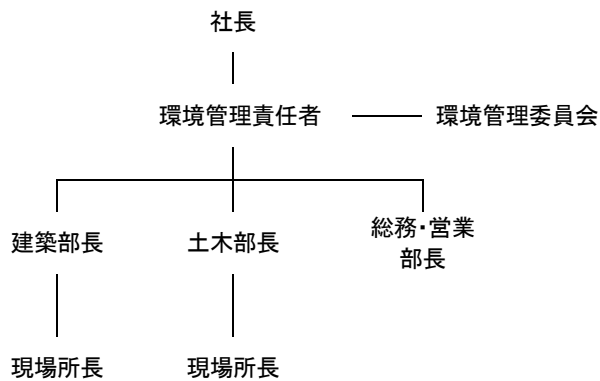 社長
環境管理責任者
環境管理委員会
建築部長
土木部長
総務・営業
部長
現場所長
現場所長